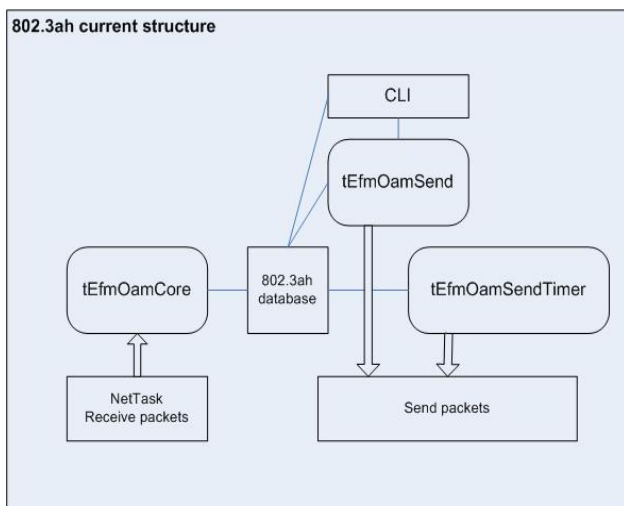 802.3ah current structure
CLI
tEfmOamSend
tEfmOamCore
802.3ah
database
tEfmOamSendTimer
NetTask
Receive packets
Send packets